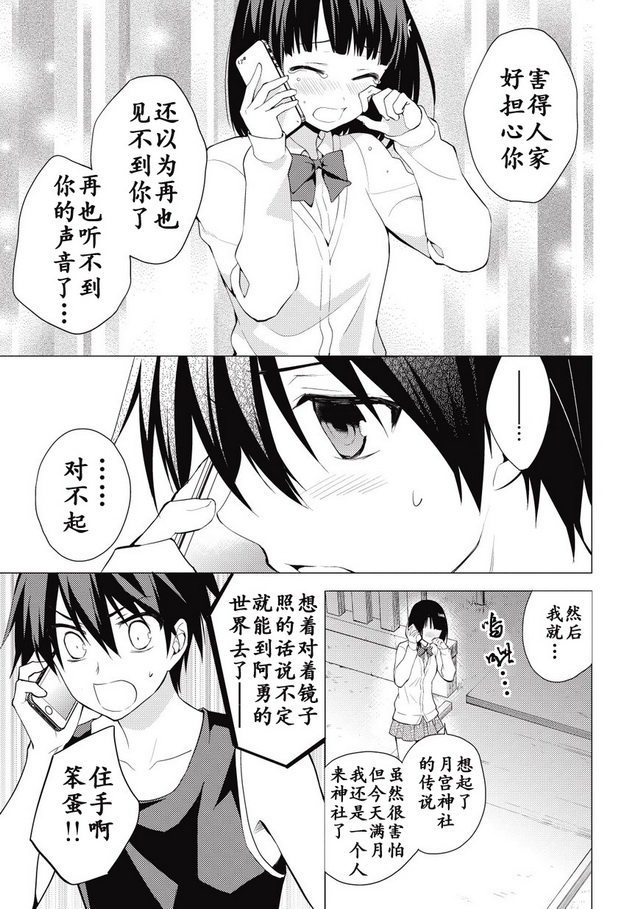 害得人家
好担心你
还以为再也
见不到你了
再也听不到
你的声音了…
——…
……
对不起
然后
我就…
想起了
月宫神社
的传说
虽然很害怕
但今天满月
我还是一个人
来神社了
想着对着镜子
照的话说不定
就能到阿勇的
世界去了——
住手啊
笨蛋!!